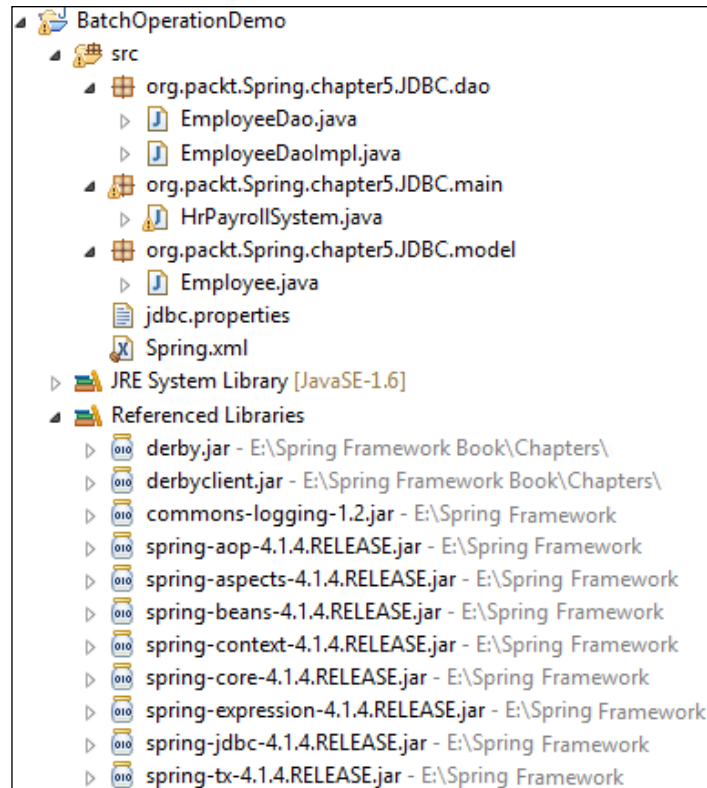 BatchOperationDemo
src
org.packt.Spring.chapter5.JDBC.dao
EmployeeDao.java
EmployeeDaoImpl.java
org.packt.Spring.chapter5.JDBC.main
HrPayrollSystem.java
org.packt.Spring.chapter5.JDBC.model
Employee.java
jdbc.properties
Spring.xml
JRE System Library [JavaSE-1.6]
Referenced Libraries
derby.jar - E:\Spring Framework Book\Chapters\
derbyclient.jar - E:\Spring Framework Book\Chapters\
commons-logging-1.2.jar - E:\Spring Framework
spring-aop-4.1.4.RELEASE.jar - E:\Spring Framework
spring-aspects-4.1.4.RELEASE.jar - E:\Spring Framework
spring-beans-4.1.4.RELEASE.jar - E:\Spring Framework
spring-context-4.1.4.RELEASE.jar - E:\Spring Framework
spring-core-4.1.4.RELEASE.jar - E:\Spring Framework
spring-expression-4.1.4.RELEASE.jar - E:\Spring Framework
spring-jdbc-4.1.4.RELEASE.jar - E:\Spring Framework
spring-tx-4.1.4.RELEASE.jar - E:\Spring Framework